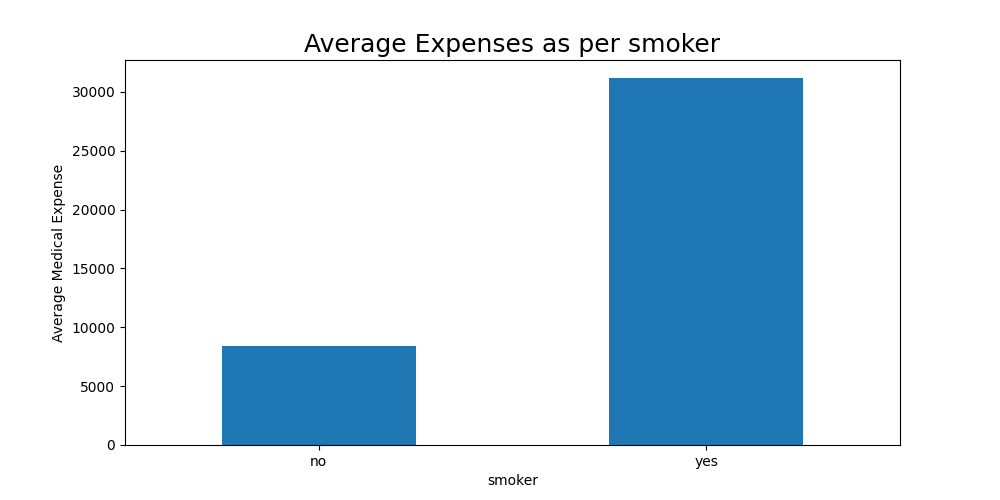 Average Expenses as per smoker
Average Medical Expense
30000
25000
20000
15000
10000
5000
0
no
yes
smoker